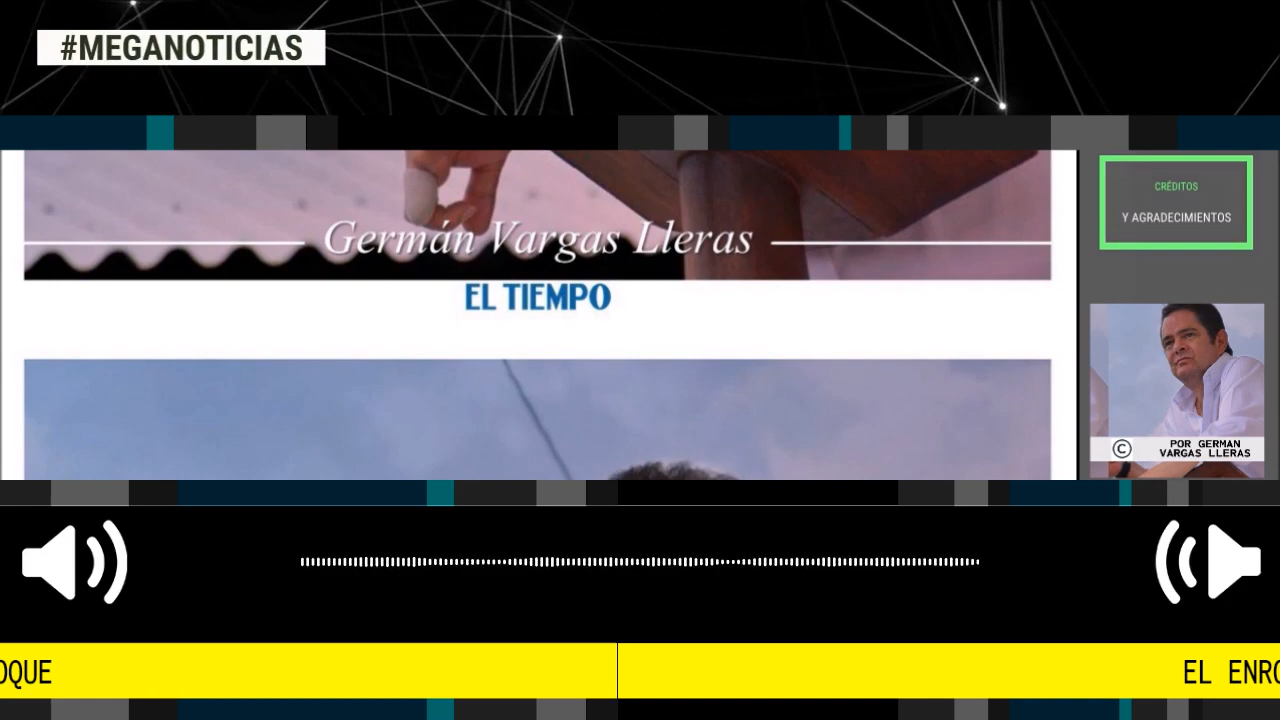 #MEGANOTICIAS
CRÉDITOS
Y AGRADECIMIENTOS
Germán Vargas Lleras
EL TIEMPO
© POR GERMAN
VARGAS LLERAS
OQUE
EL ENRO